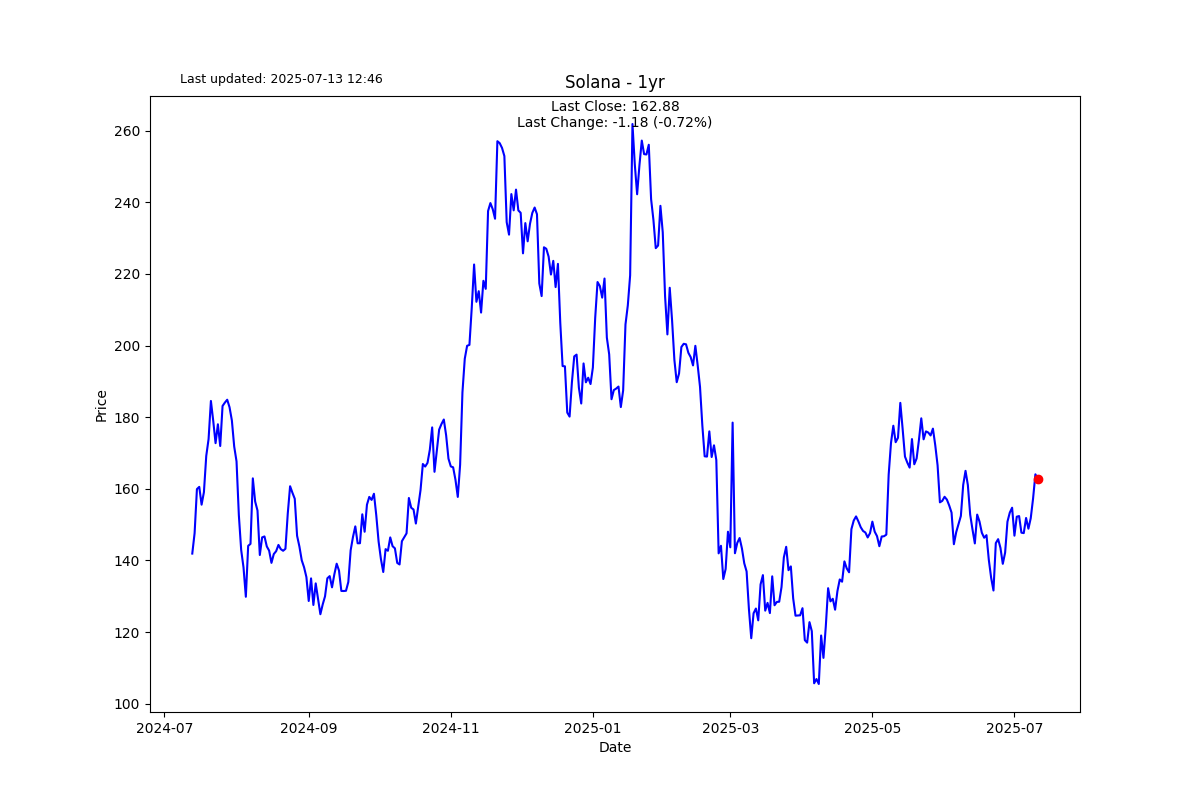 Last updated: 2025-07-13 12:46
Solana - 1yr
Last Close: 162.88
Last Change: -1.18 (-0.72%)
260
240
220
200
180
160
140
120
100
Price
2024-07
2024-09
2024-11
2025-01
2025-03
2025-05
2025-07
Date